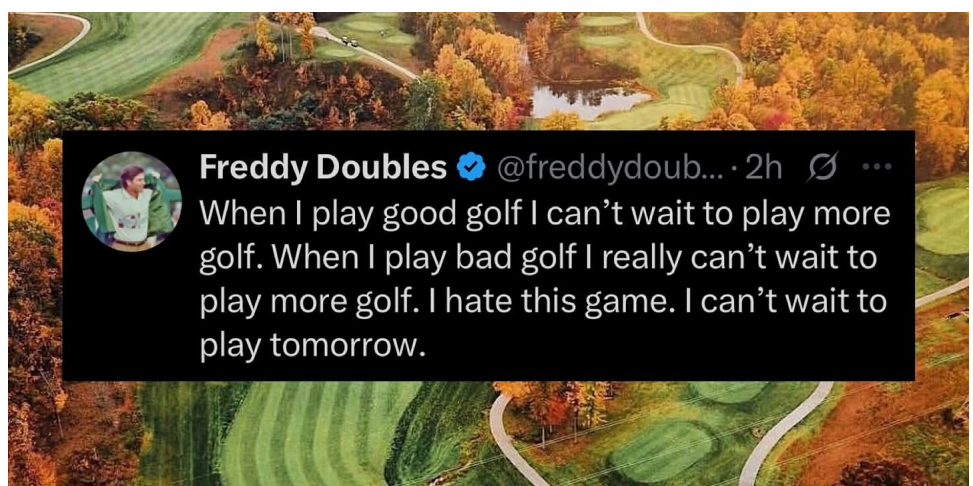 Freddy Doubles @freddydoub... · 2h
When I play good golf I can’t wait to play more
golf. When I play bad golf I really can’t wait to
play more golf. I hate this game. I can’t wait to
play tomorrow.